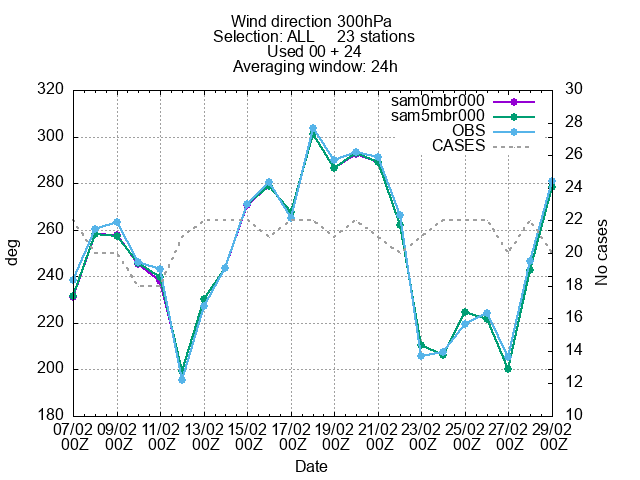 Wind direction 300hPa
Selection: ALL 23 stations
Used 00 + 24
Averaging window: 24h
320 30
sam0mbr000
sam5mbr000
300 28
OBS
CASES
26
280 24
260 22
deg
No cases
20
240 18
220 16
14
200 12
180 10
07/02 09/02 11/02 13/02 15/02 17/02 19/02 21/02 23/02 25/02 27/02 29/02
00Z 00Z 00Z 00Z 00Z 00Z 00Z 00Z 00Z 00Z 00Z 00Z
Date